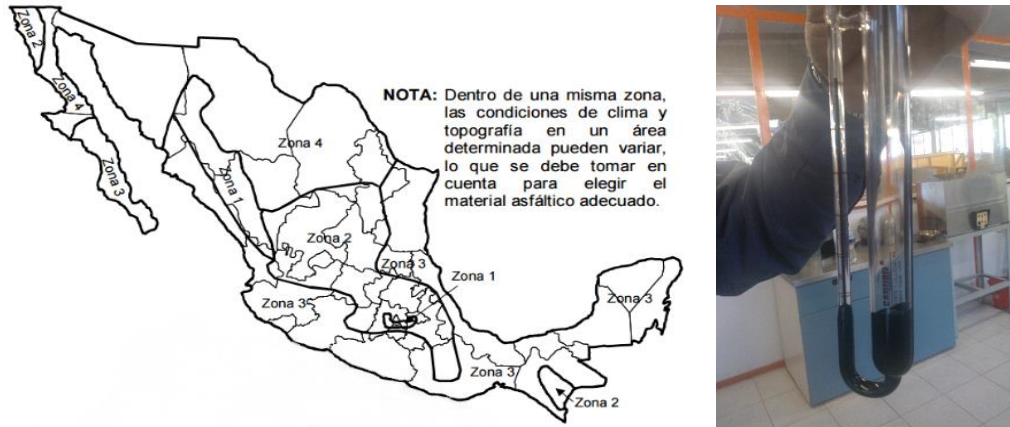 Zona 2
Zona 4
Zona 3
Zona 1
Zona 4
Zona 2
Zona 3
Zona 3
Zona 1
Zona 3
Zona 3
Zona 2
NOTA: Dentro de una misma zona,
las condiciones de clima y
topografía en un área
determinada pueden variar,
lo que se debe tomar en
cuenta para elegir el
material asfáltico adecuado.